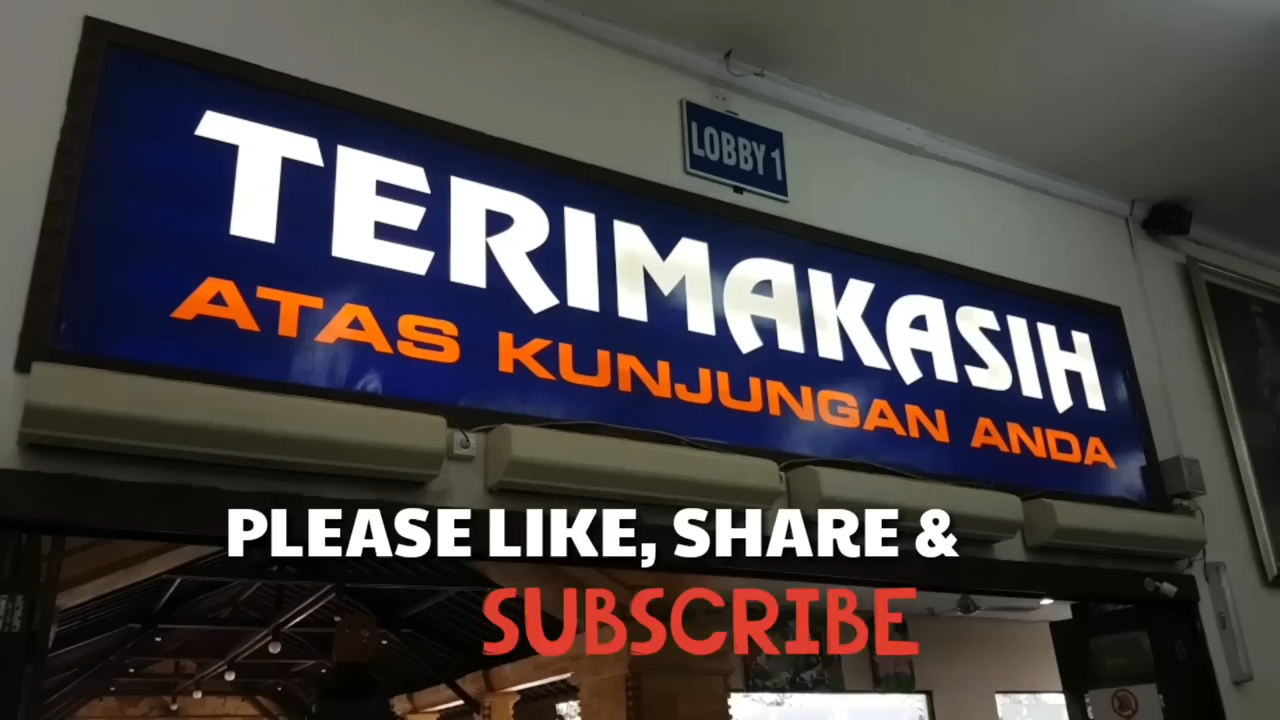 LOBBY 1
TERIMAKASIH
ATAS KUNJUNGAN ANDA
PLEASE LIKE, SHARE &
SUBSCRIBE